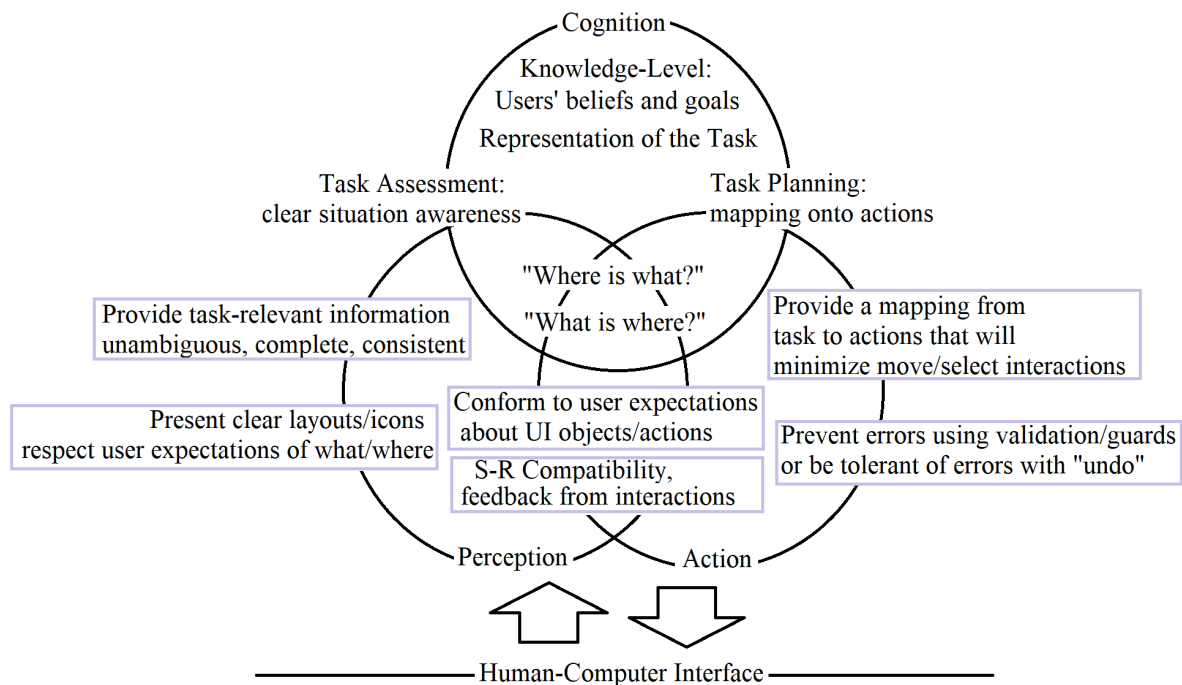 Cognition
Knowledge-Level:
Users' beliefs and goals
Representation of the Task
Task Assessment:
clear situation awareness
Task Planning:
mapping onto actions
"Where is what?"
"What is where?"
Provide task-relevant information
unambiguous, complete, consistent
Present clear layouts/icons
respect user expectations of what/where
Conform to user expectations
about UI objects/actions
S-R Compatibility,
feedback from interactions
Provide a mapping from
task to actions that will
minimize move/select interactions
Prevent errors using validation/guards
or be tolerant of errors with "undo"
Perception
Action
Human-Computer Interface